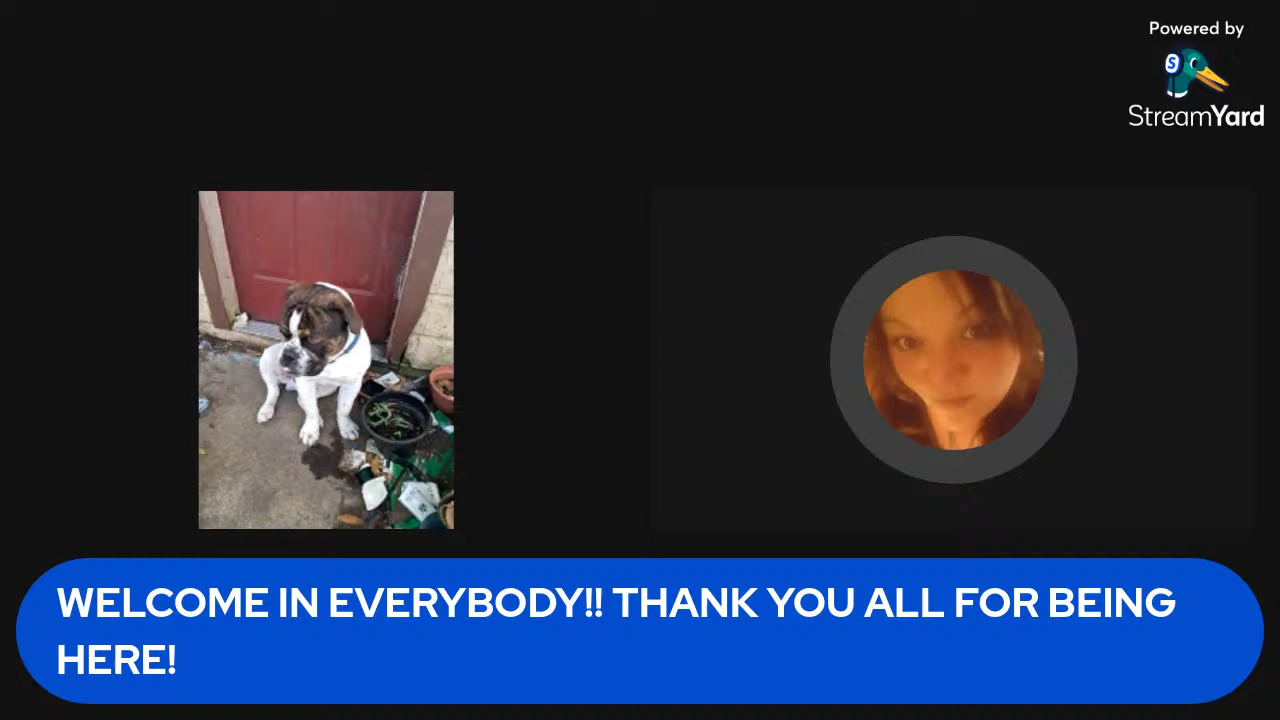 Powered by
S
StreamYard
WELCOME IN EVERYBODY!! THANK YOU ALL FOR BEING
HERE!